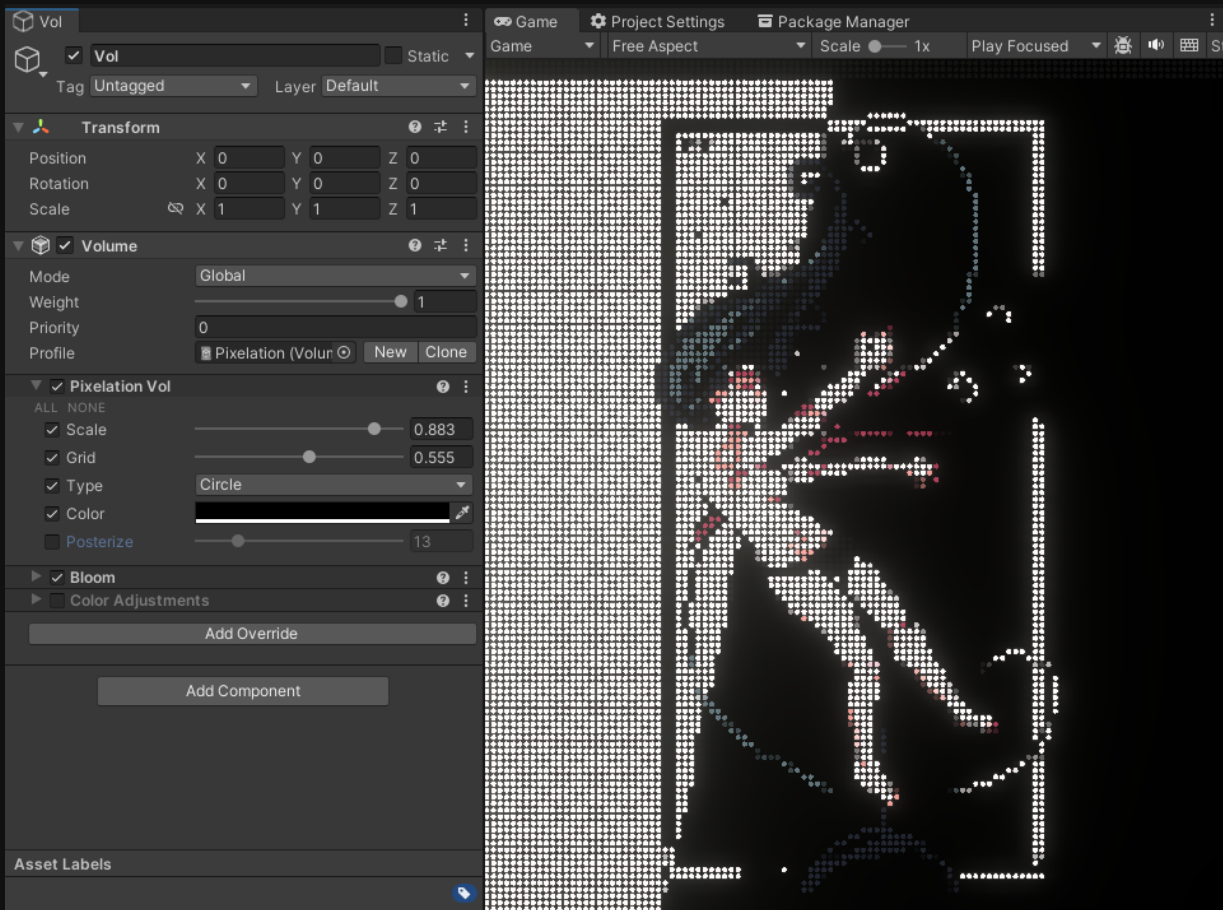 Vol
Vol
Static
Tag Untagged Layer Default
Transform
Position X 0 Y 0 Z 0
Rotation X 0 Y 0 Z 0
Scale X 1 Y 1 Z 1
Volume
Mode Global
Weight 1
Priority 0
Profile Pixelation (Volur New Clone
Pixelation Vol
ALL NONE
Scale 0.883
Grid 0.555
Type Circle
Color
Posterize 13
Bloom
Color Adjustments
Add Override
Add Component
Asset Labels
Game Project Settings Package Manager
Game Free Aspect Scale 1x Play Focused